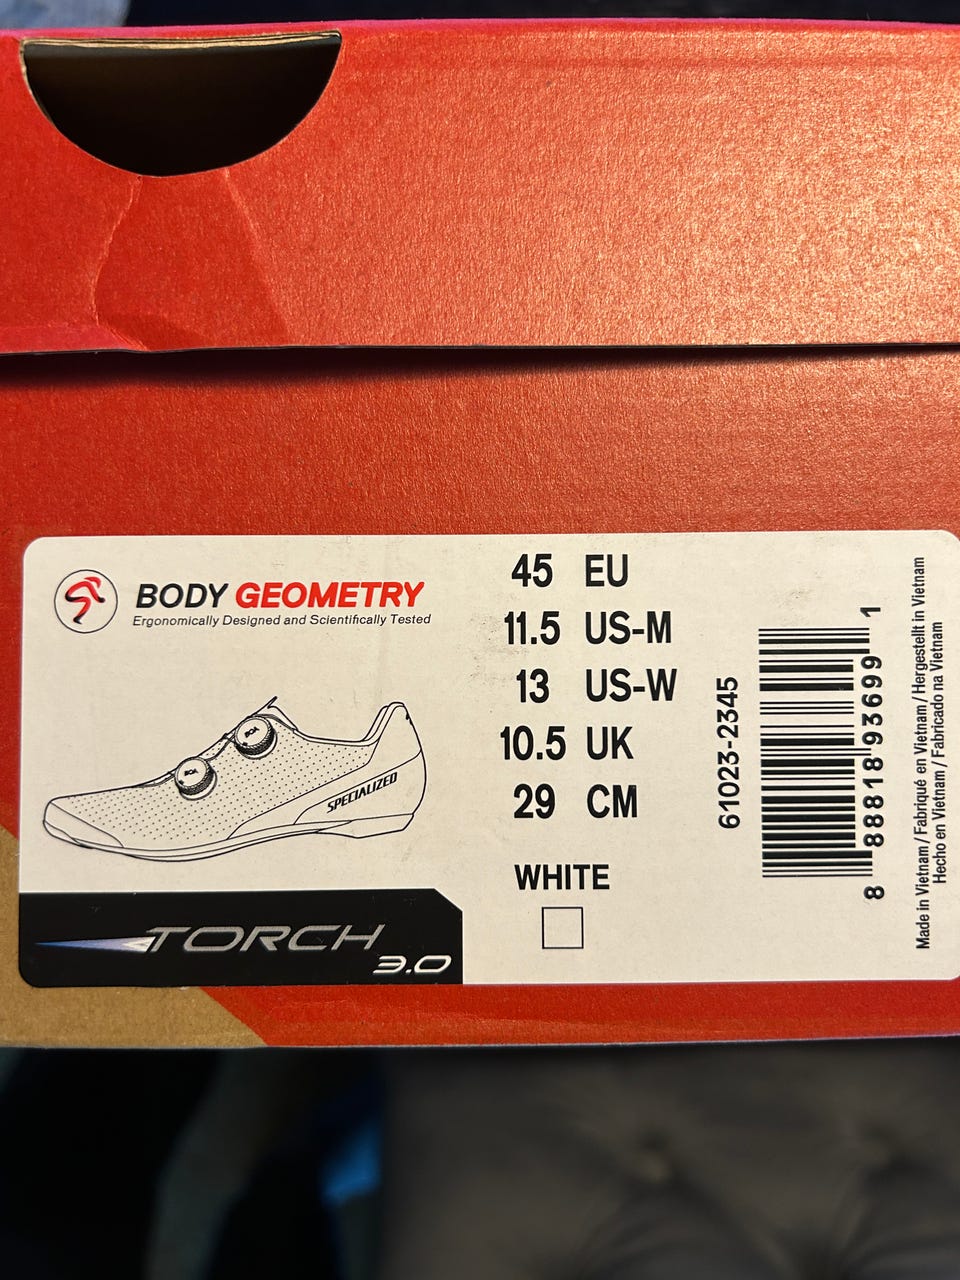 BODY GEOMETRY
Ergonomically Designed and Scientifically Tested
SPECIALIZED
TORCH
3.0
45 EU
11.5 US-M
13 US-W
10.5 UK
29 CM
WHITE
61023-2345
8 88818 93699 1
Made in Vietnam / Fabriqué en Vietnam / Hergestellt in Vietnam
Hecho en Vietnam / Fabricado na Vietnam